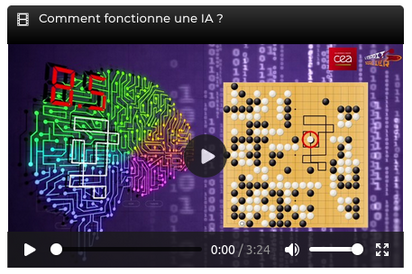 Comment fonctionne une IA ?
cea
0:00 / 3:24